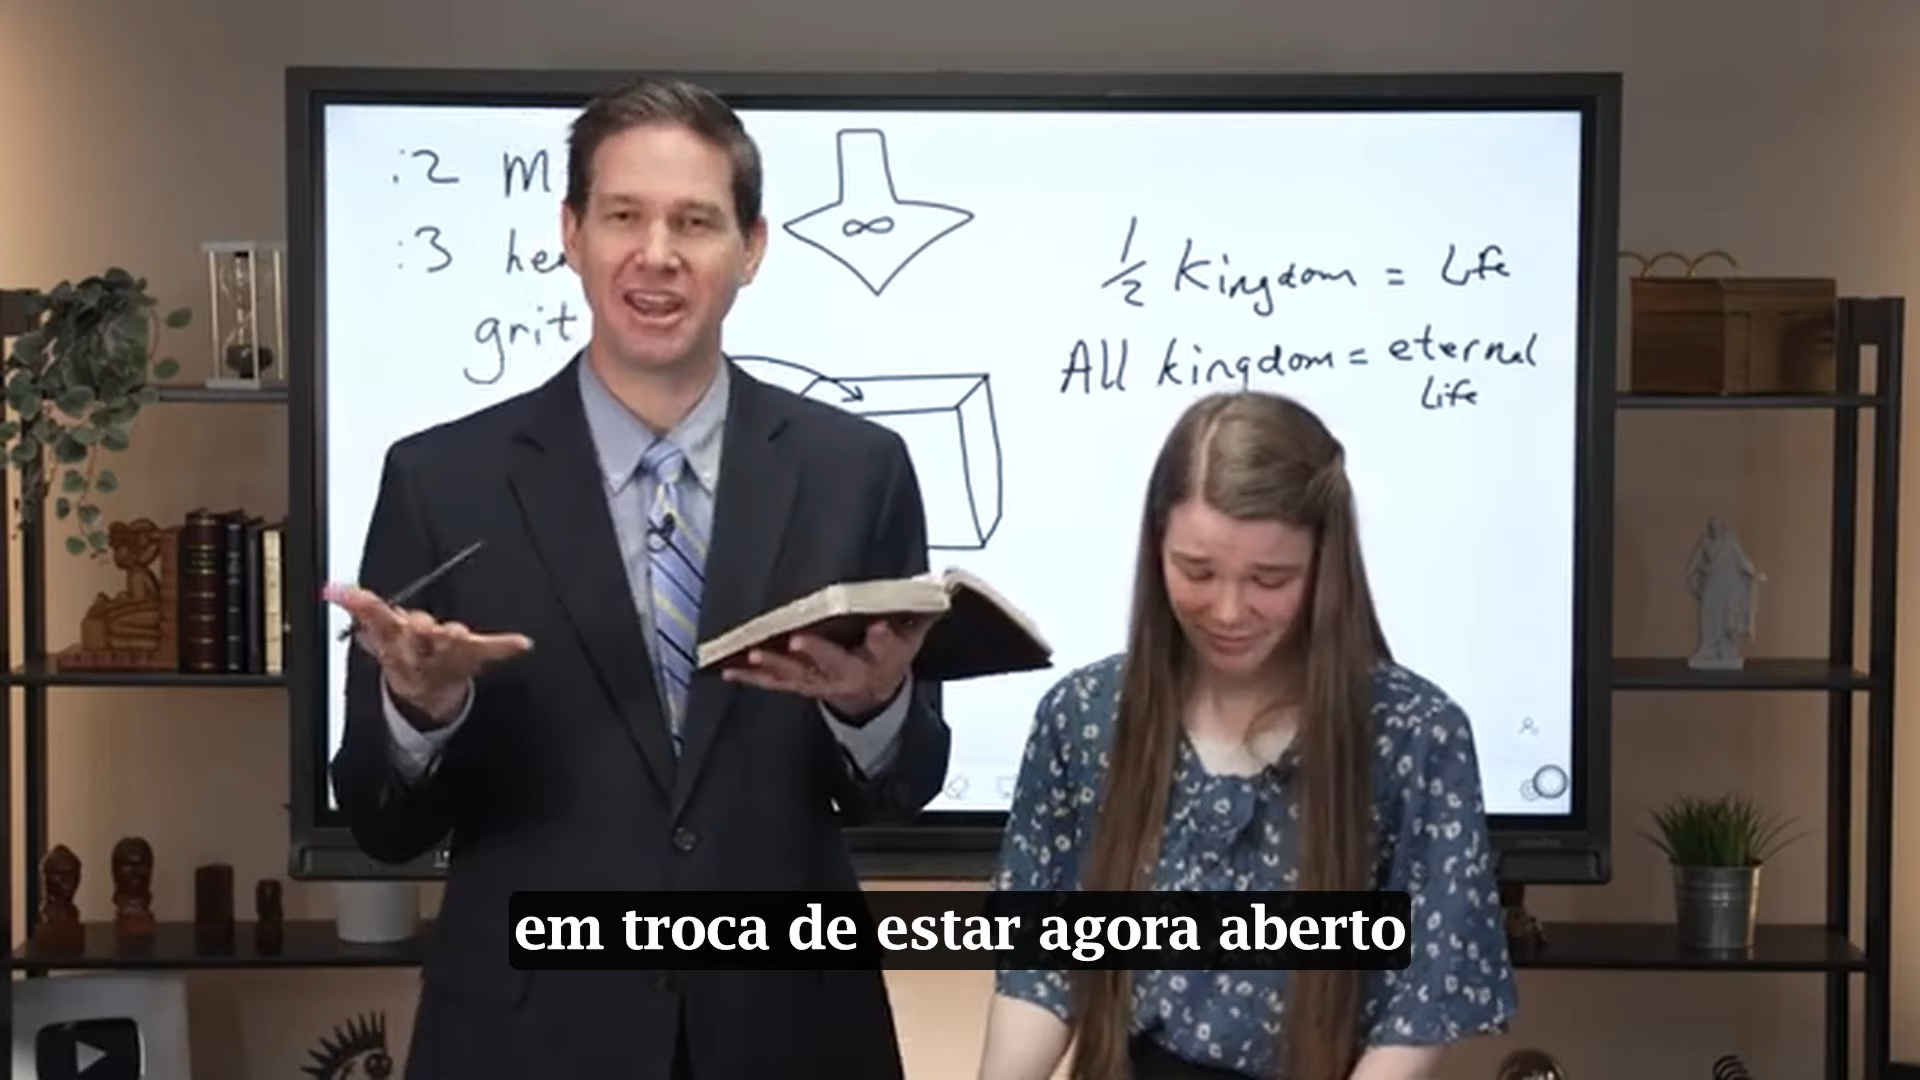 :2 M
:3 he
grit
∞
1/2 Kingdom = Life
All kingdom = eternal
Life
em troca de estar agora aberto